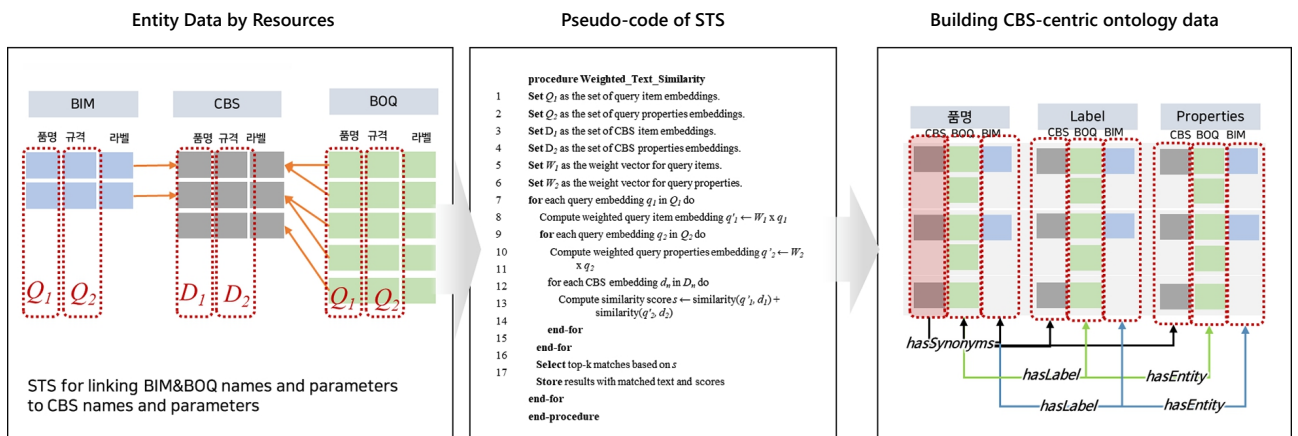 Entity Data by Resources
BIM
CBS
BOQ
품명 규격 라벨
품명 규격 라벨
품명 규격 라벨
Q1 Q2
D1 D2
Q1 Q2
STS for linking BIM&BOQ names and parameters
to CBS names and parameters
Pseudo-code of STS
procedure Weighted_Text_Similarity
1 Set Q1 as the set of query item embeddings.
2 Set Q2 as the set of query properties embeddings.
3 Set D1 as the set of CBS item embeddings.
4 Set D2 as the set of CBS properties embeddings.
5 Set W1 as the weight vector for query items.
6 Set W2 as the weight vector for query properties.
7 for each query embedding q1 in Q1 do
8 Compute weighted query item embedding q'1 ← W1 x q1
9 for each query embedding q2 in Q2 do
10 Compute weighted query properties embedding q'2 ← W2
11 x q2
12 for each CBS embedding dn in Dn do
13 Compute similarity score s ← similarity(q'1, d1) +
similarity(q'2, d2)
14 end-for
15 end-for
16 Select top-k matches based on s
17 Store results with matched text and scores
end-for
end-procedure
Building CBS-centric ontology data
품명
Label
Properties
CBS BOQ BIM
CBS BOQ BIM
CBS BOQ BIM
hasSynonyms
hasLabel
hasEntity
hasLabel
hasEntity